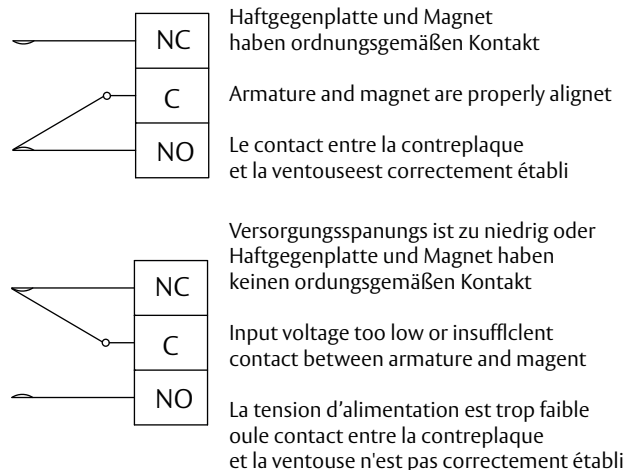 NC
C
NO
Haftgegenplatte und Magnet
haben ordnungsgemäßen Kontakt
Armature and magnet are properly alignet
Le contact entre la contreplaque
et la ventouseest correctement établi
NC
C
NO
Versorgungsspanungs ist zu niedrig oder
Haftgegenplatte und Magnet haben
keinen ordungsgemäßen Kontakt
Input voltage too low or insufflclent
contact between armature and magent
La tension d’alimentation est trop faible
oule contact entre la contreplaque
et la ventouse n'est pas correctement établi